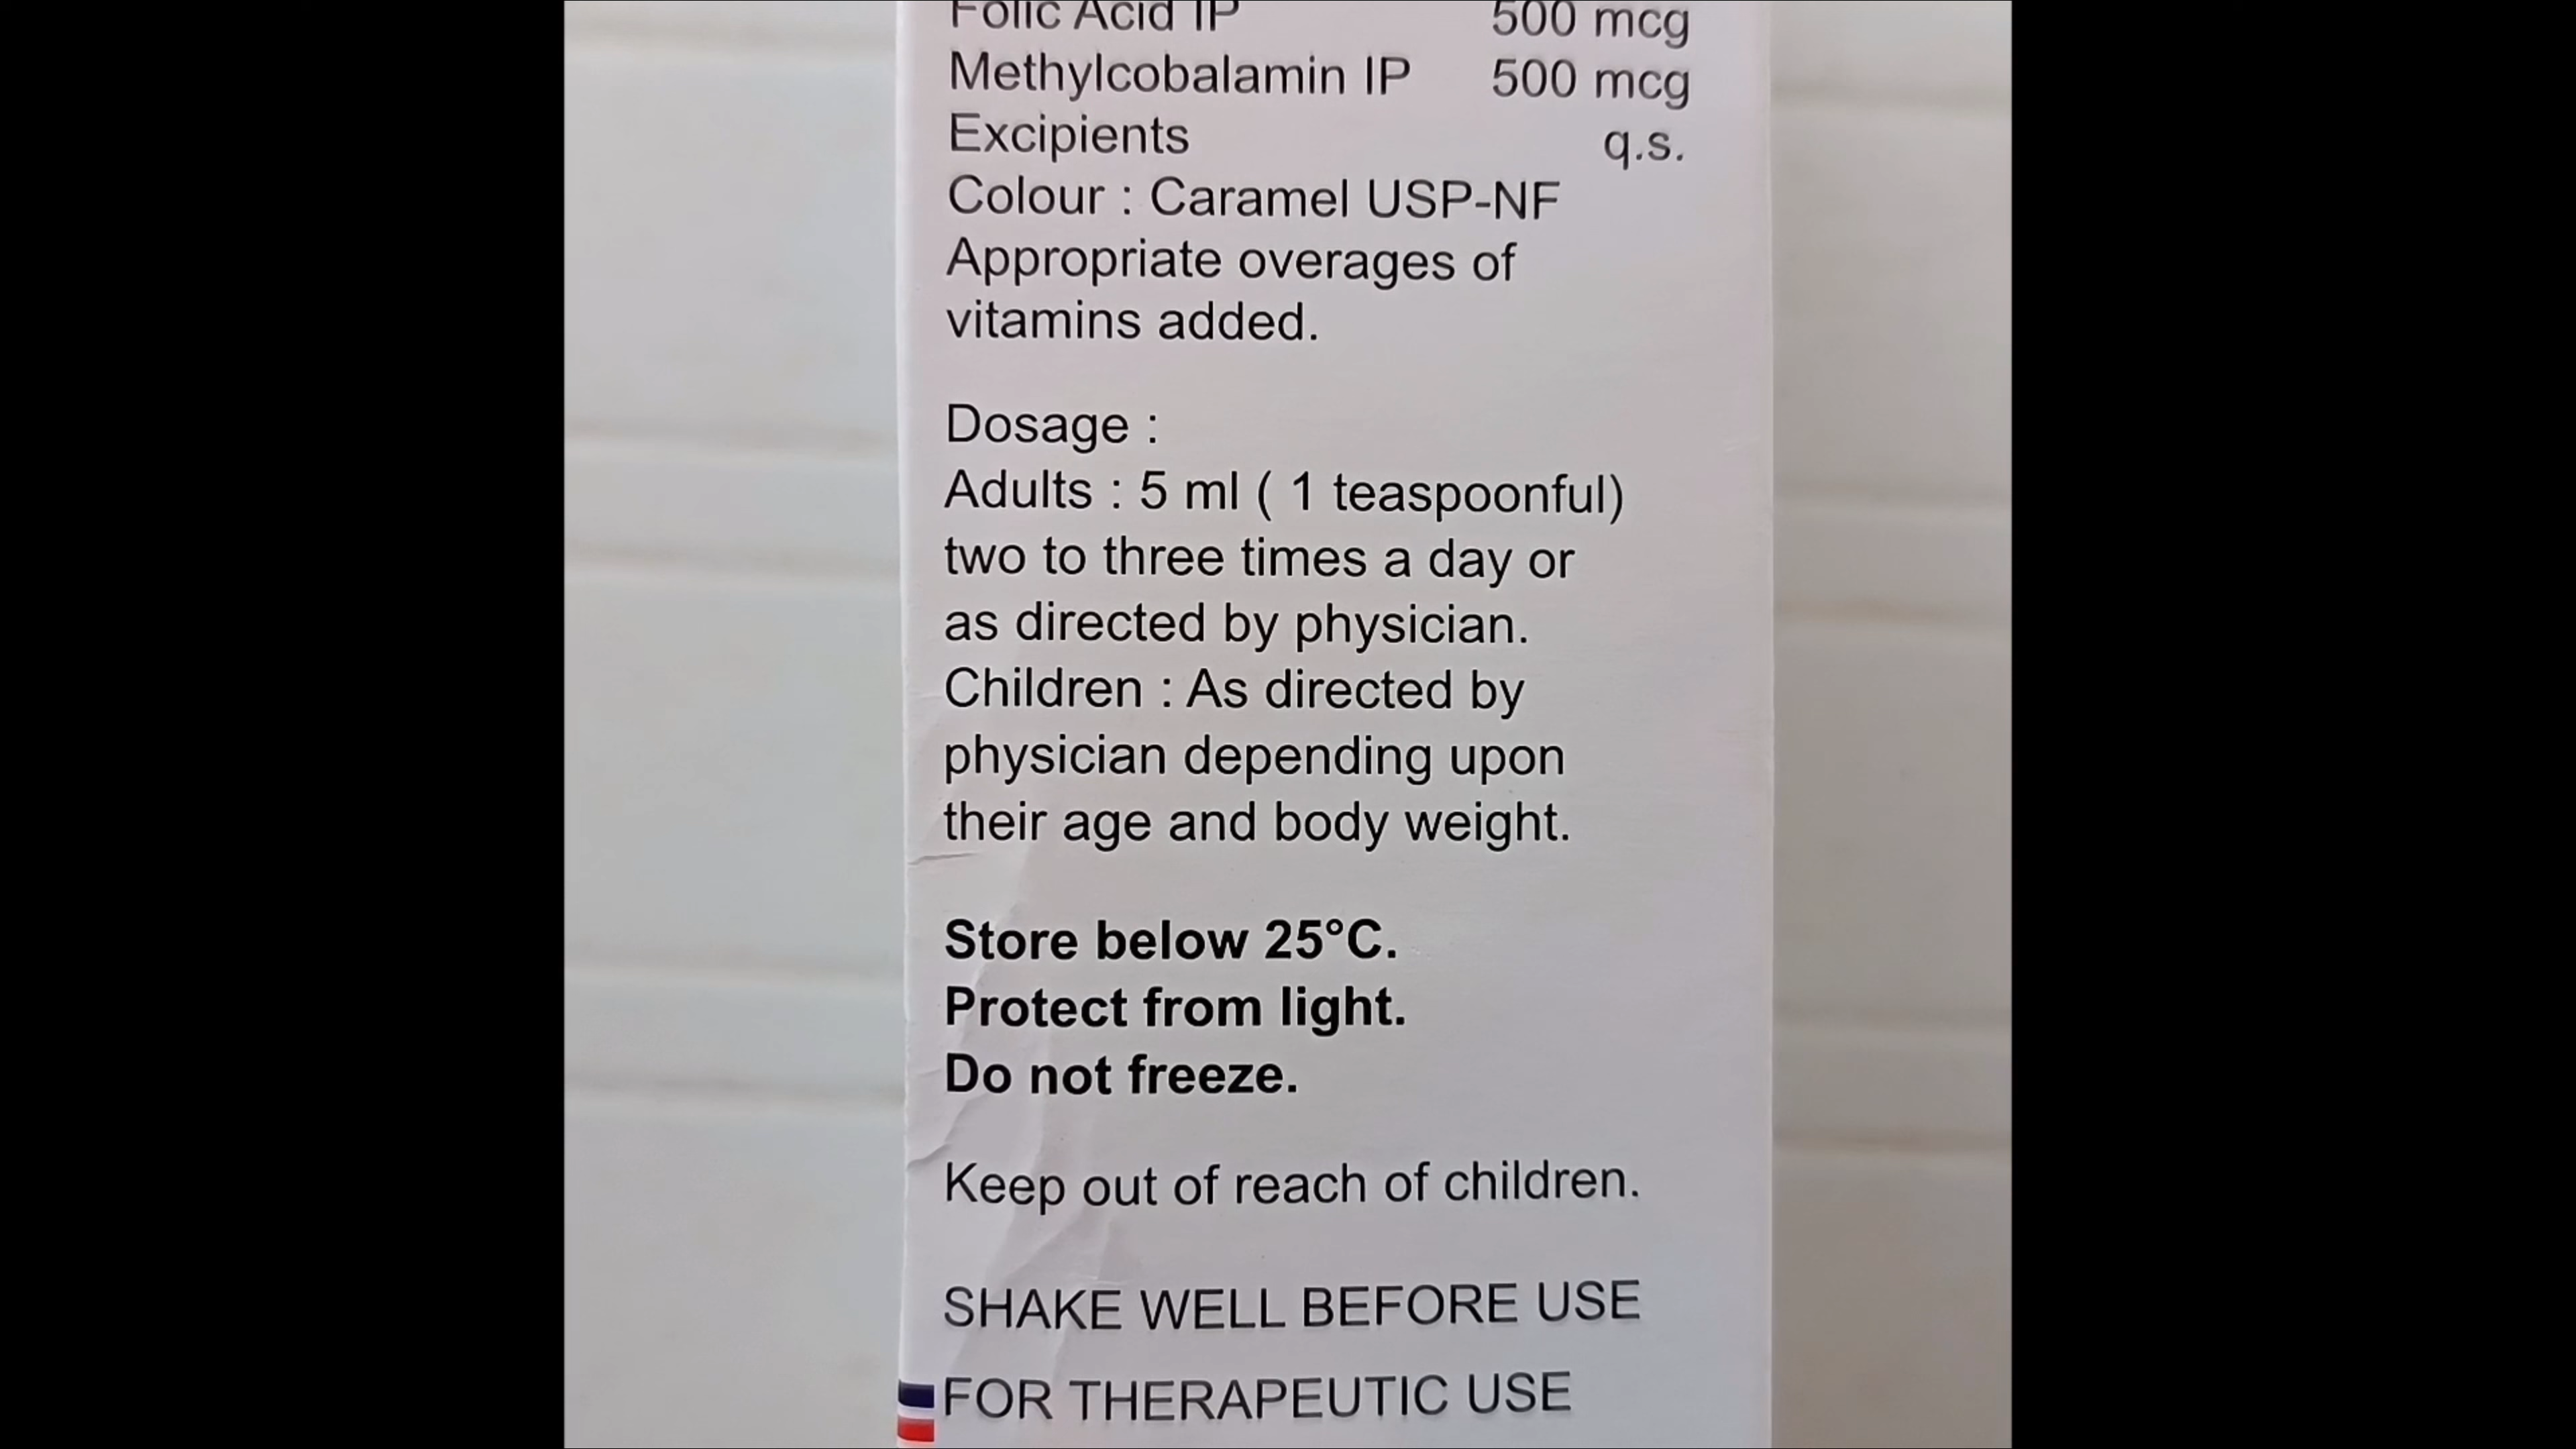 Folic Acid IP 500 mcg
Methylcobalamin IP 500 mcg
Excipients q.s.
Colour : Caramel USP-NF
Appropriate overages of
vitamins added.
Dosage :
Adults : 5 ml ( 1 teaspoonful)
two to three times a day or
as directed by physician.
Children : As directed by
physician depending upon
their age and body weight.
Store below 25°C.
Protect from light.
Do not freeze.
Keep out of reach of children.
SHAKE WELL BEFORE USE
FOR THERAPEUTIC USE